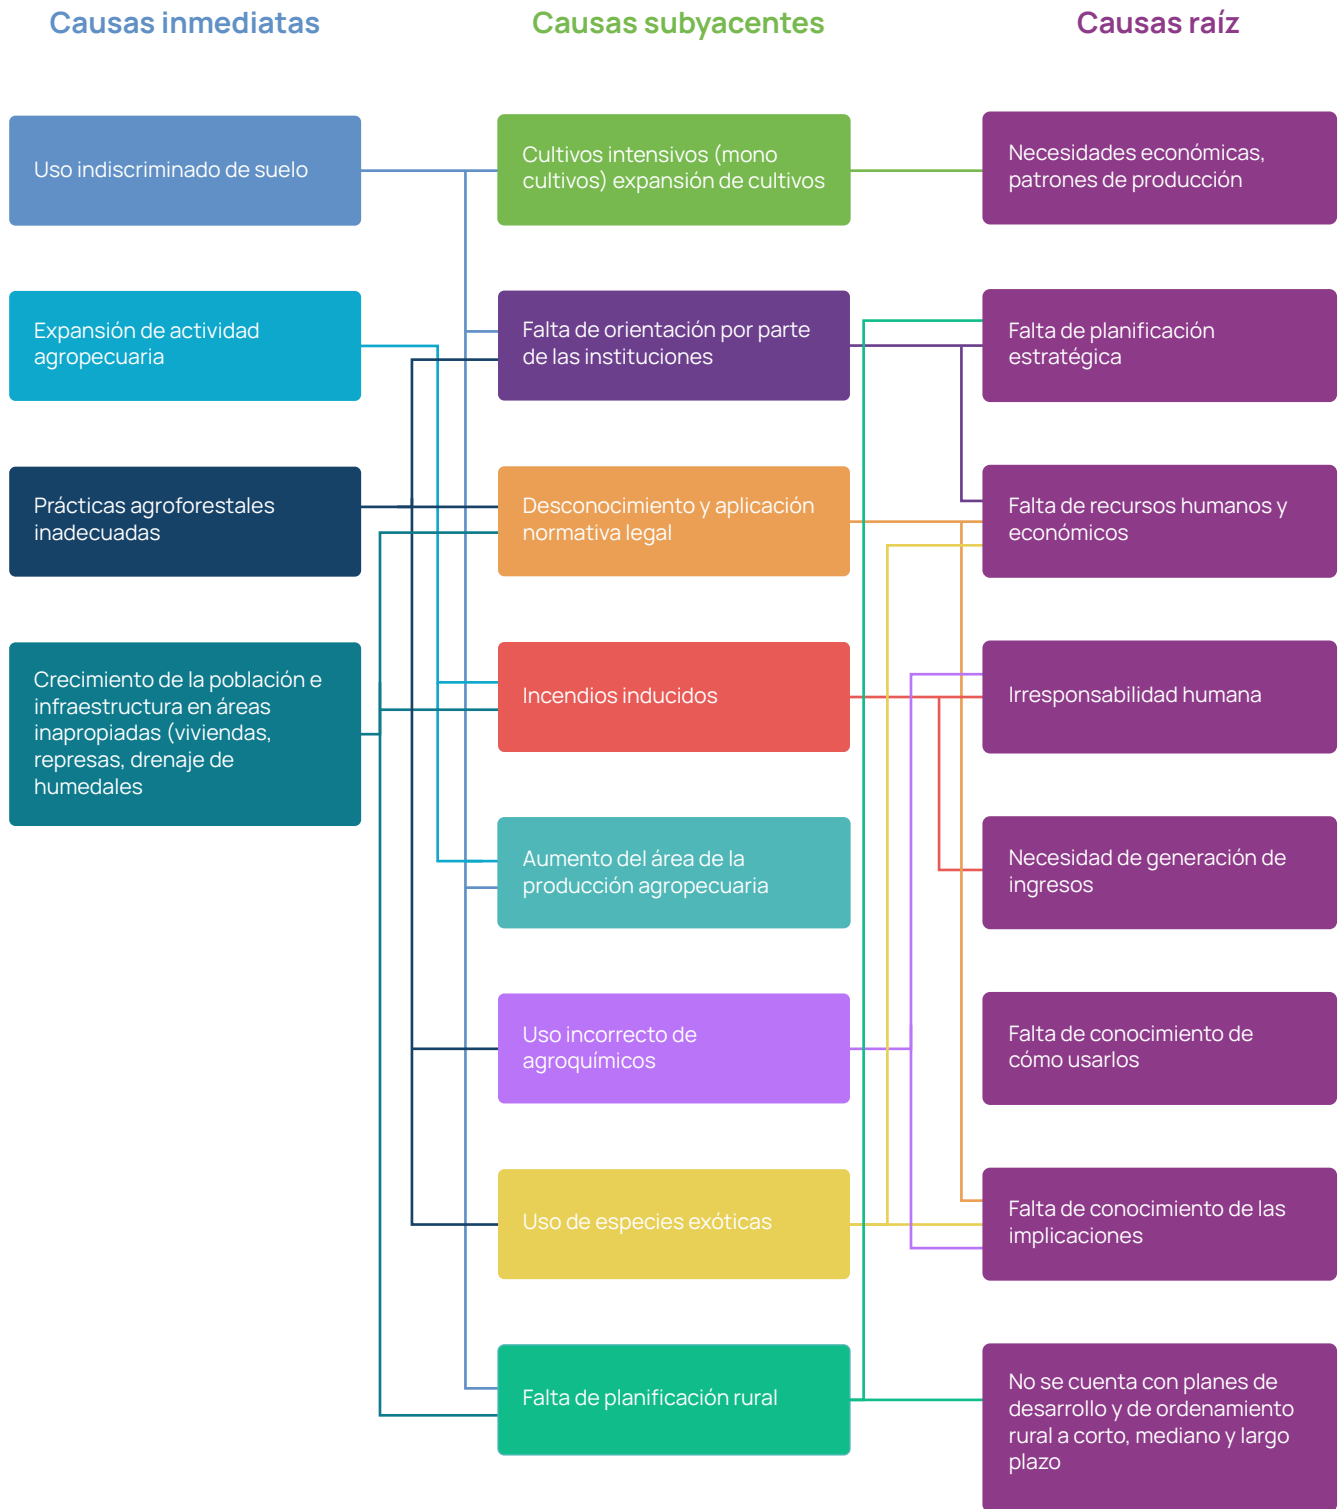 Causas inmediatas
Causas subyacentes
Causas raíz
Uso indiscriminado de suelo
Cultivos intensivos (mono
cultivos) expansión de cultivos
Necesidades económicas,
patrones de producción
Expansión de actividad
agropecuaria
Falta de orientación por parte
de las instituciones
Falta de planificación
estratégica
Prácticas agroforestales
inadecuadas
Desconocimiento y aplicación
normativa legal
Falta de recursos humanos y
económicos
Crecimiento de la población e
infraestructura en áreas
inapropiadas (viviendas,
represas, drenaje de
humedales
Incendios inducidos
Irresponsabilidad humana
Aumento del área de la
producción agropecuaria
Necesidad de generación de
ingresos
Uso incorrecto de
agroquímicos
Falta de conocimiento de
cómo usarlos
Uso de especies exóticas
Falta de conocimiento de las
implicaciones
Falta de planificación rural
No se cuenta con planes de
desarrollo y de ordenamiento
rural a corto, mediano y largo
plazo